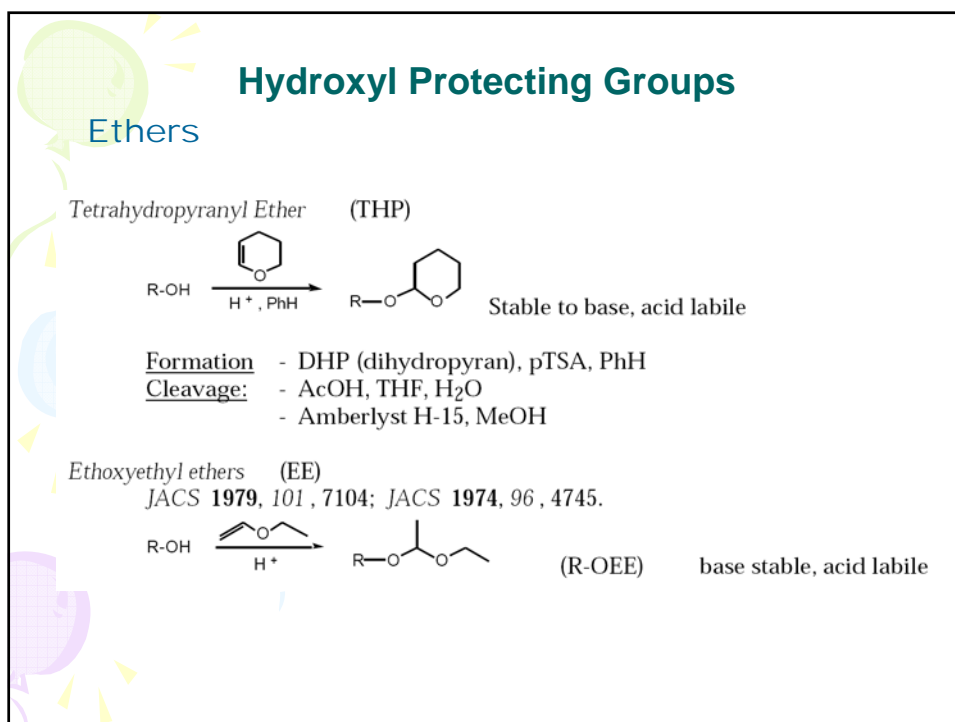 Hydroxyl Protecting Groups
Ethers
Tetrahydropyranyl Ether (THP)
O
R-OH
H+ , PhH
R—O O
Stable to base, acid labile
Formation - DHP (dihydropyran), pTSA, PhH
Cleavage: - AcOH, THF, H2O
- Amberlyst H-15, MeOH
Ethoxyethyl ethers (EE)
JACS 1979, 101 , 7104; JACS 1974, 96 , 4745.
O
R-OH
H+
R—O O
(R-OEE) base stable, acid labile